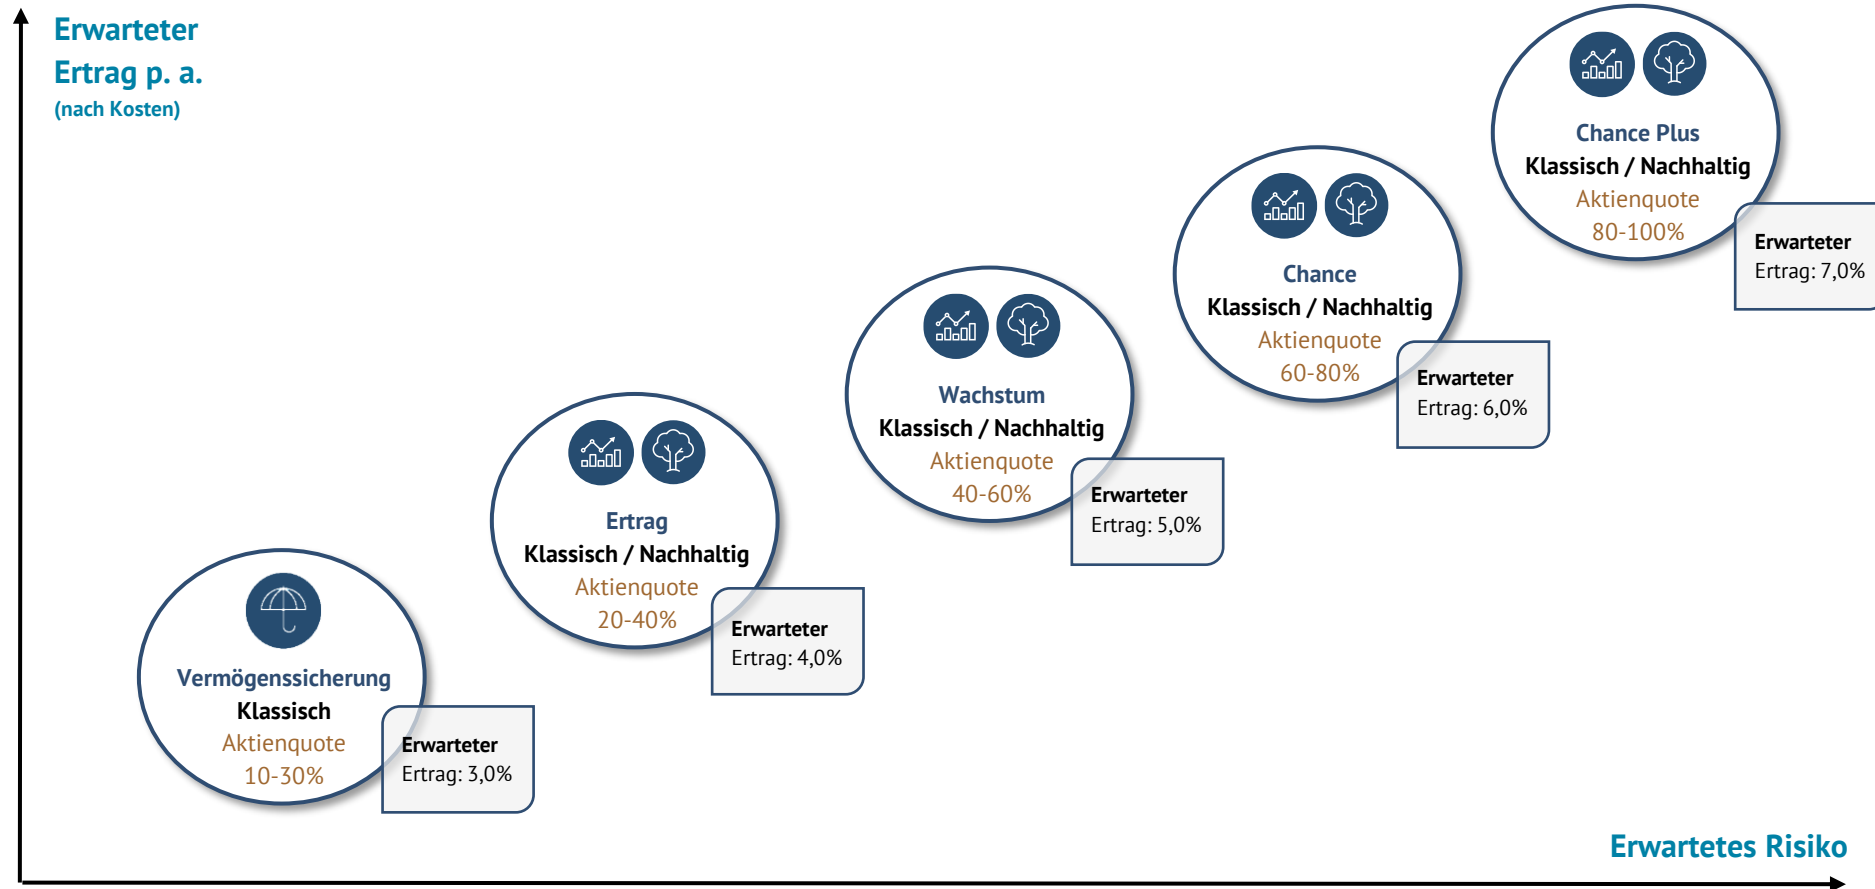 Erwarteter
Ertrag p. a.
(nach Kosten)
Chance Plus
Klassisch / Nachhaltig
Aktienquote
80-100%
Erwarteter
Ertrag: 7,0%
Chance
Klassisch / Nachhaltig
Aktienquote
60-80%
Erwarteter
Ertrag: 6,0%
Wachstum
Klassisch / Nachhaltig
Aktienquote
40-60%
Erwarteter
Ertrag: 5,0%
Ertrag
Klassisch / Nachhaltig
Aktienquote
20-40%
Erwarteter
Ertrag: 4,0%
Vermögenssicherung
Klassisch
Aktienquote
10-30%
Erwarteter
Ertrag: 3,0%
Erwartetes Risiko